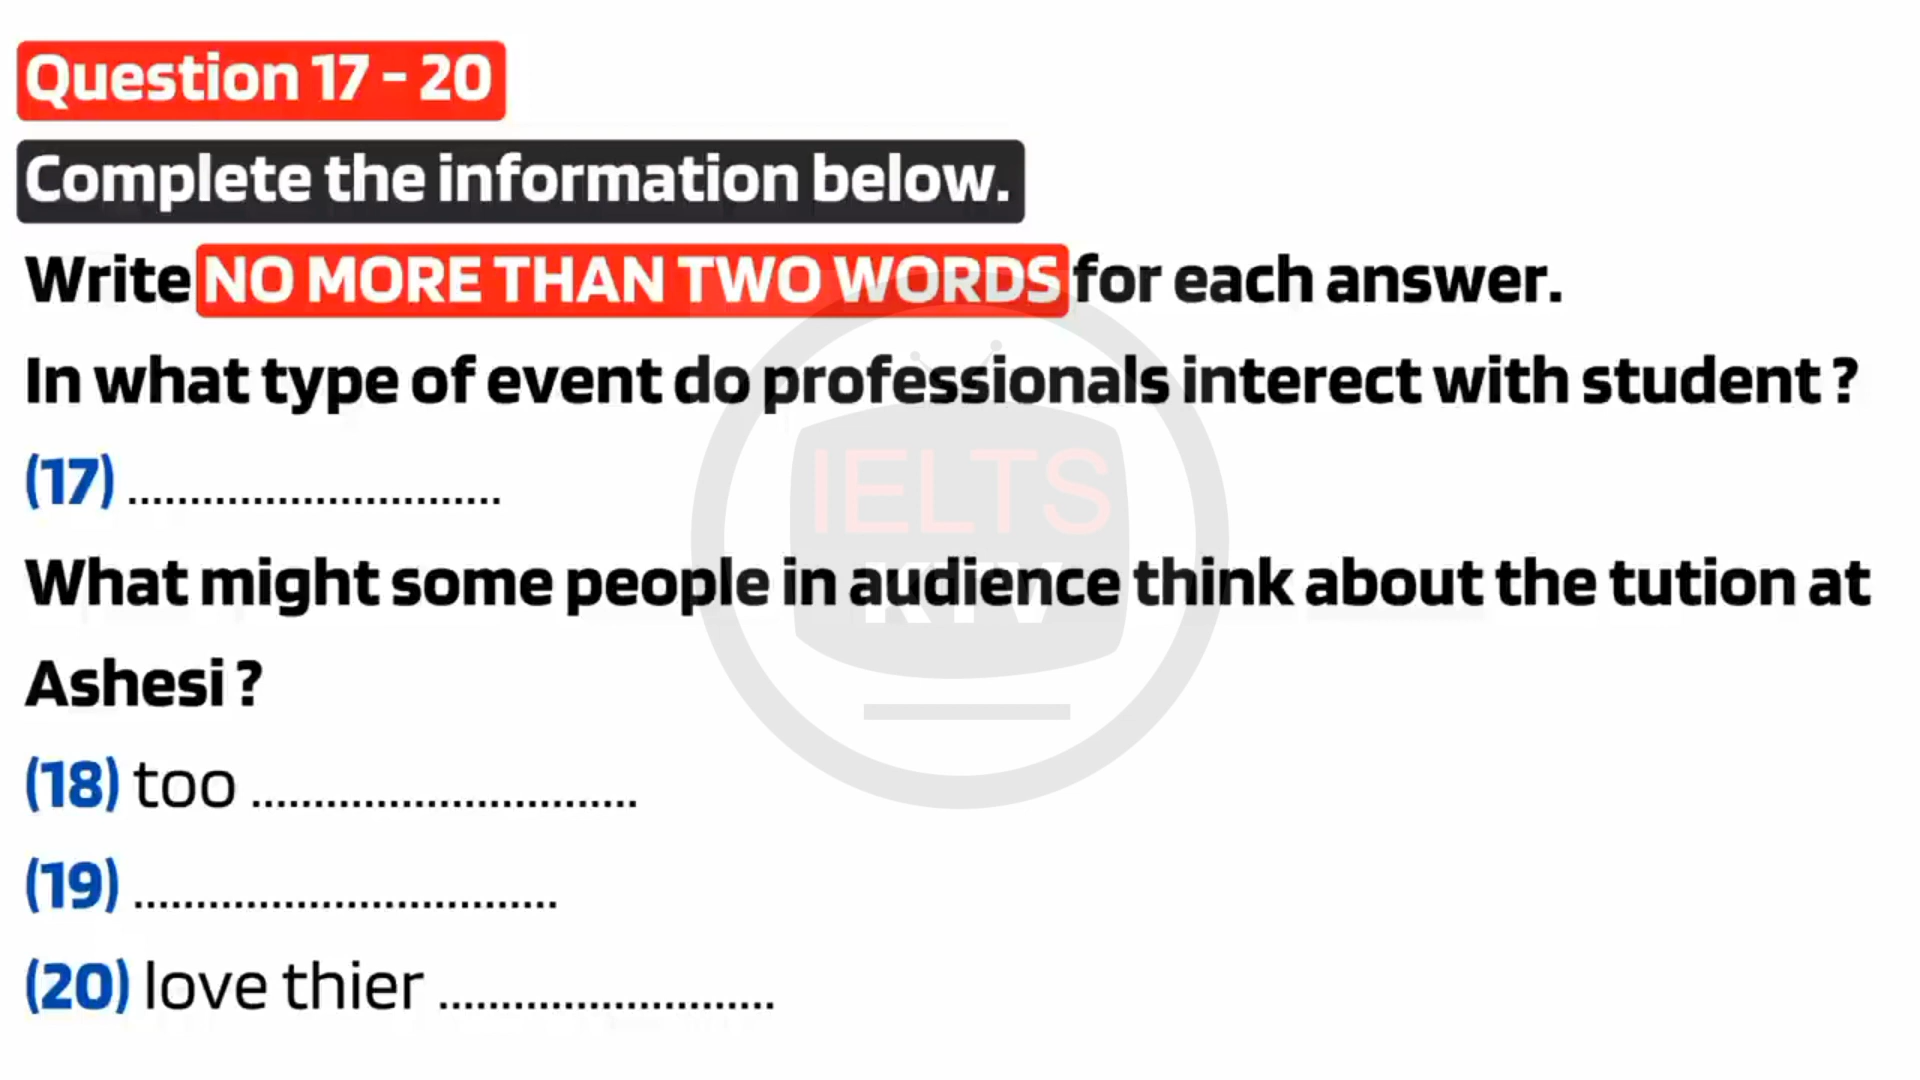 Question 17 - 20
Complete the information below.
Write NO MORE THAN TWO WORDS for each answer.
In what type of event do professionals interect with student ?
(17) ..............................
What might some people in audience think about the tution at
Ashesi ?
(18) too ...............................
(19) ..................................
(20) love thier ...........................
IELTS
KTV